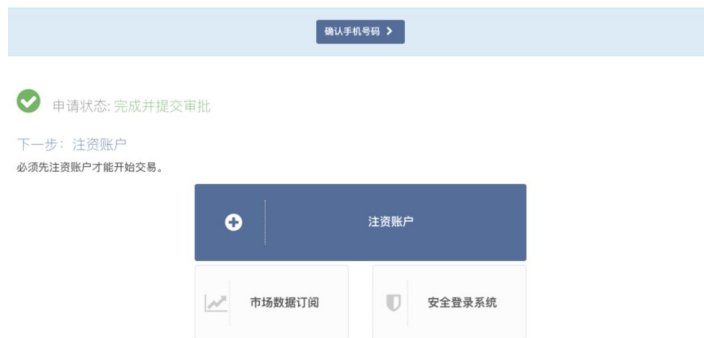 确认手机号码
申请状态: 完成并提交审批
下一步：注资账户
必须先注资账户才能开始交易。
注资账户
市场数据订阅
安全登录系统